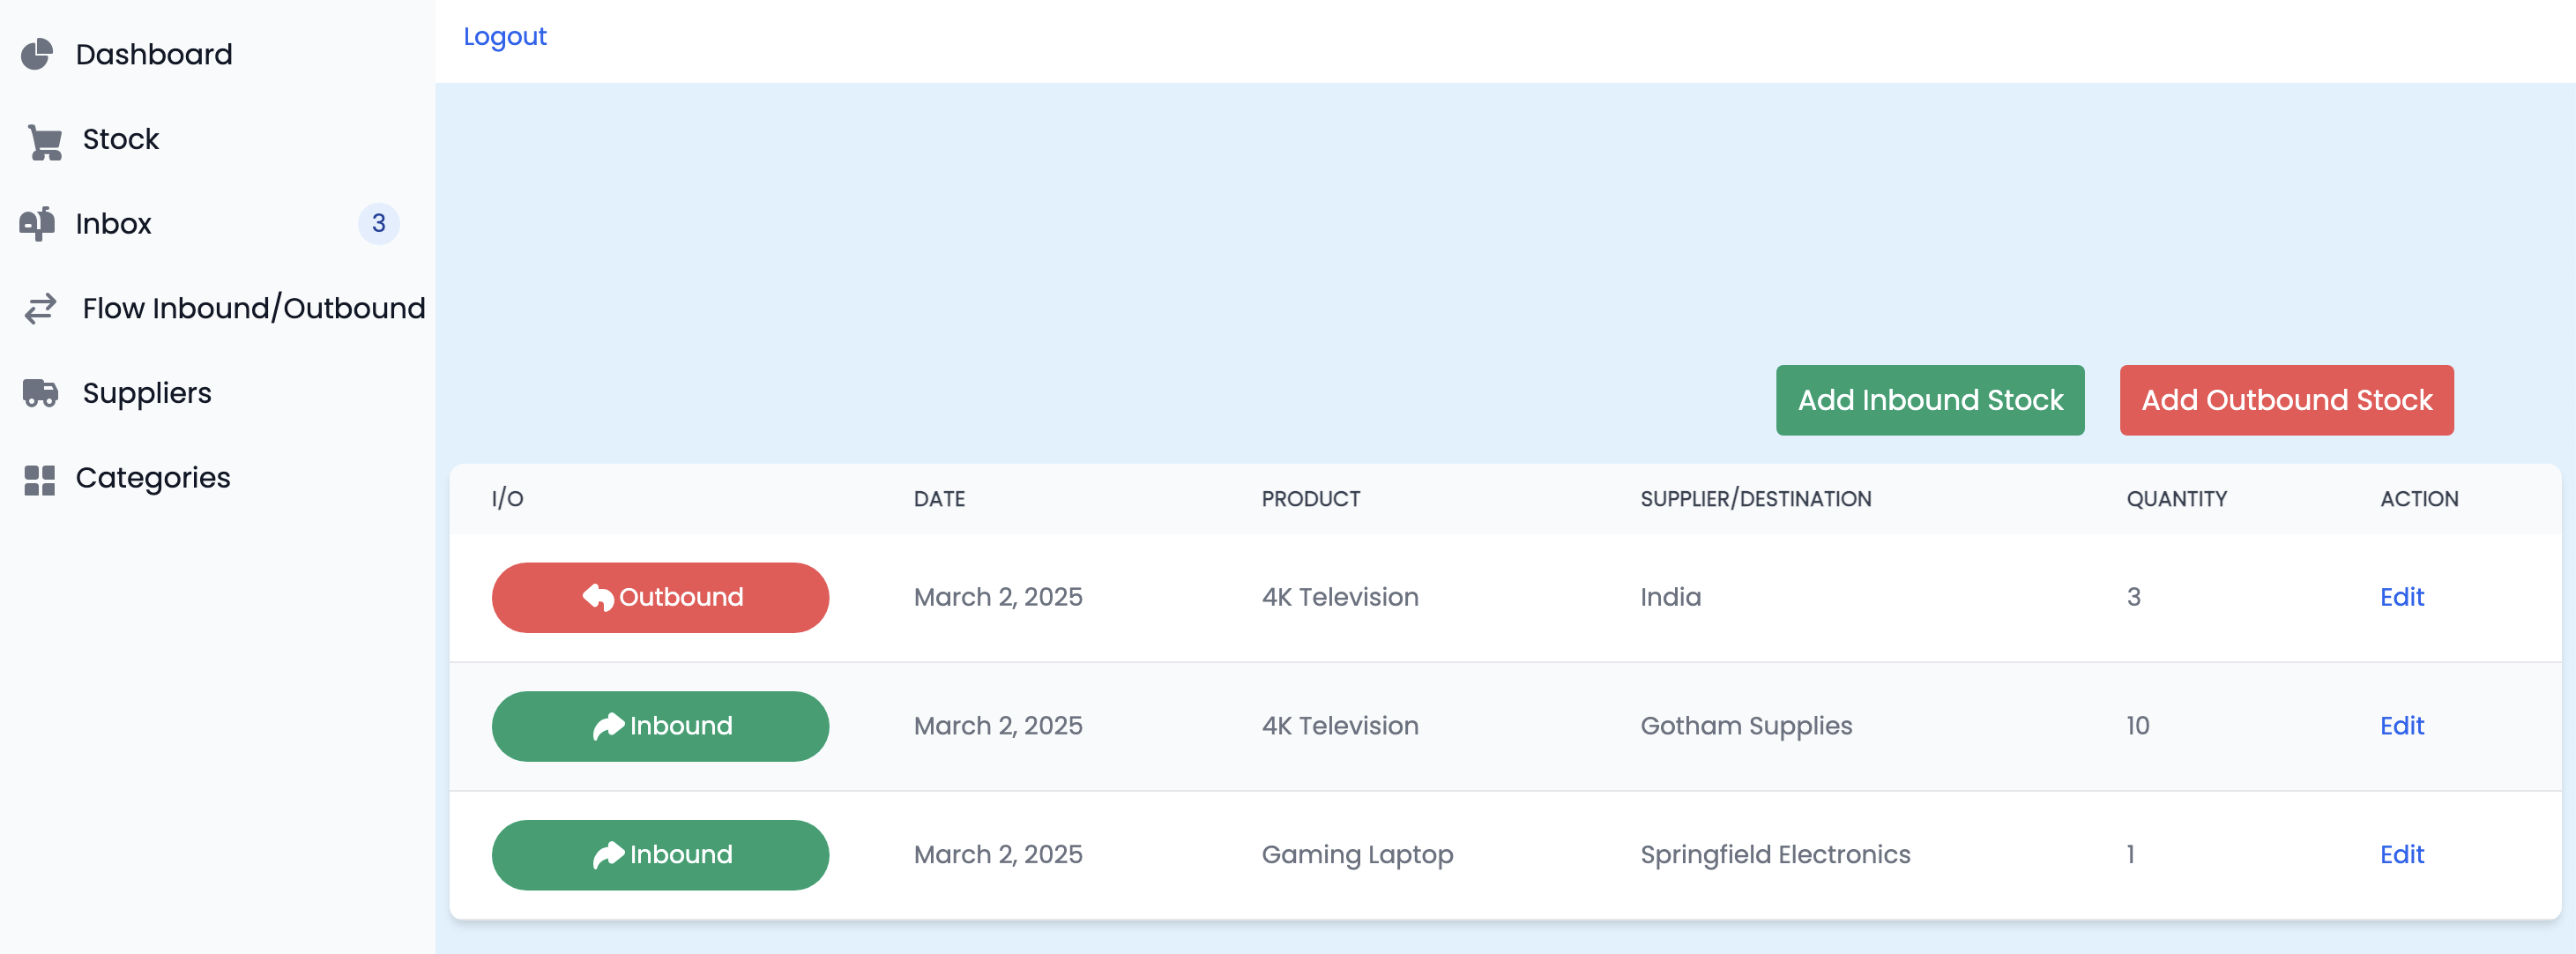 Dashboard
Stock
Inbox 3
Flow Inbound/Outbound
Suppliers
Categories
Logout
Add Inbound Stock Add Outbound Stock
I/O DATE PRODUCT SUPPLIER/DESTINATION QUANTITY ACTION
Outbound March 2, 2025 4K Television India 3 Edit
Inbound March 2, 2025 4K Television Gotham Supplies 10 Edit
Inbound March 2, 2025 Gaming Laptop Springfield Electronics 1 Edit